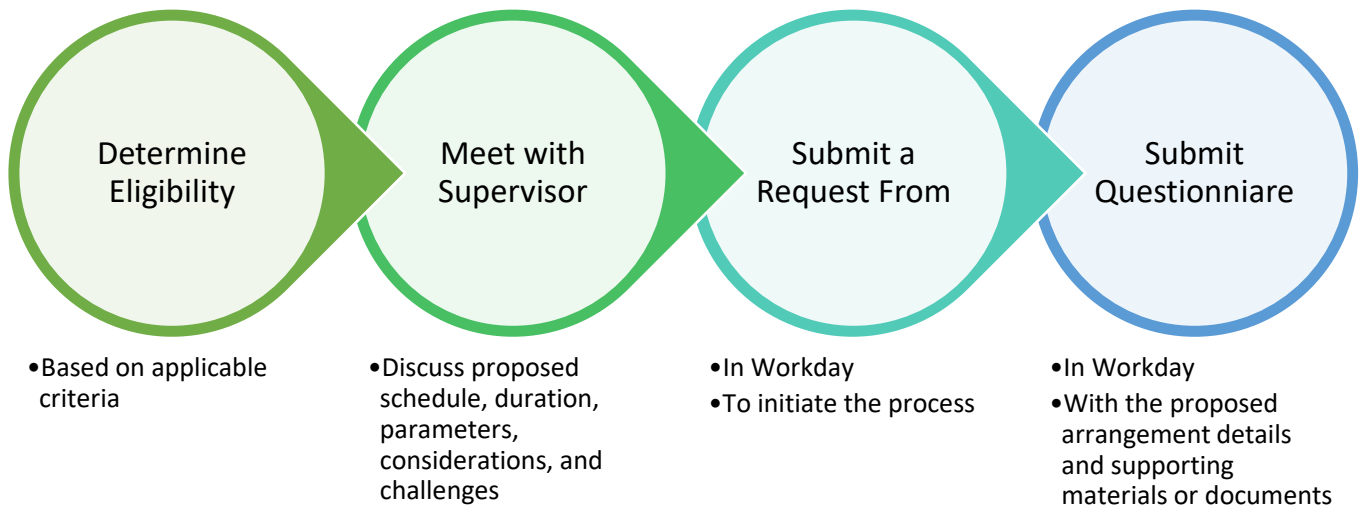 Determine
Eligibility
•Based on applicable
criteria
Meet with
Supervisor
•Discuss proposed
schedule, duration,
parameters,
considerations, and
challenges
Submit a
Request From
•In Workday
•To initiate the process
Submit
Questionniare
•In Workday
•With the proposed
arrangement details
and supporting
materials or documents